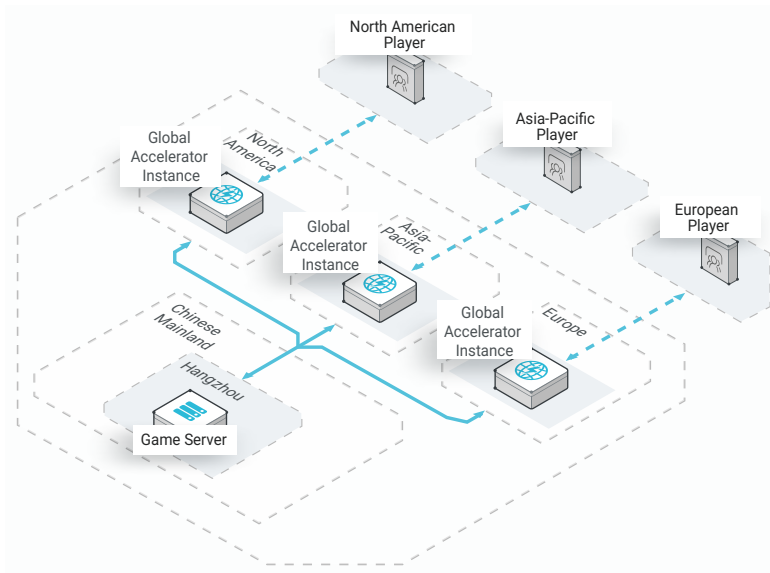 North American
Player
Asia-Pacific
Player
European
Player
Global
Accelerator
Instance
North
America
Global
Accelerator
Instance
Asia-
Pacific
Global
Accelerator
Instance
Europe
Chinese
Mainland
Hangzhou
Game Server